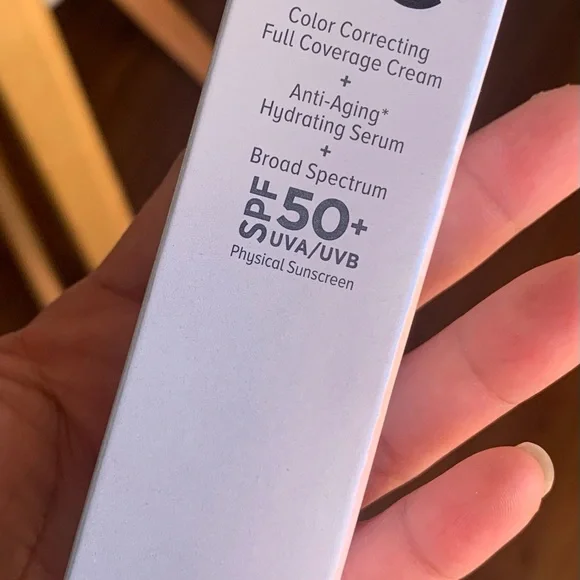 Color Correcting
Full Coverage Cream
+
Anti-Aging*
Hydrating Serum
+
Broad Spectrum
SPF 50+
UVA/UVB
Physical Sunscreen